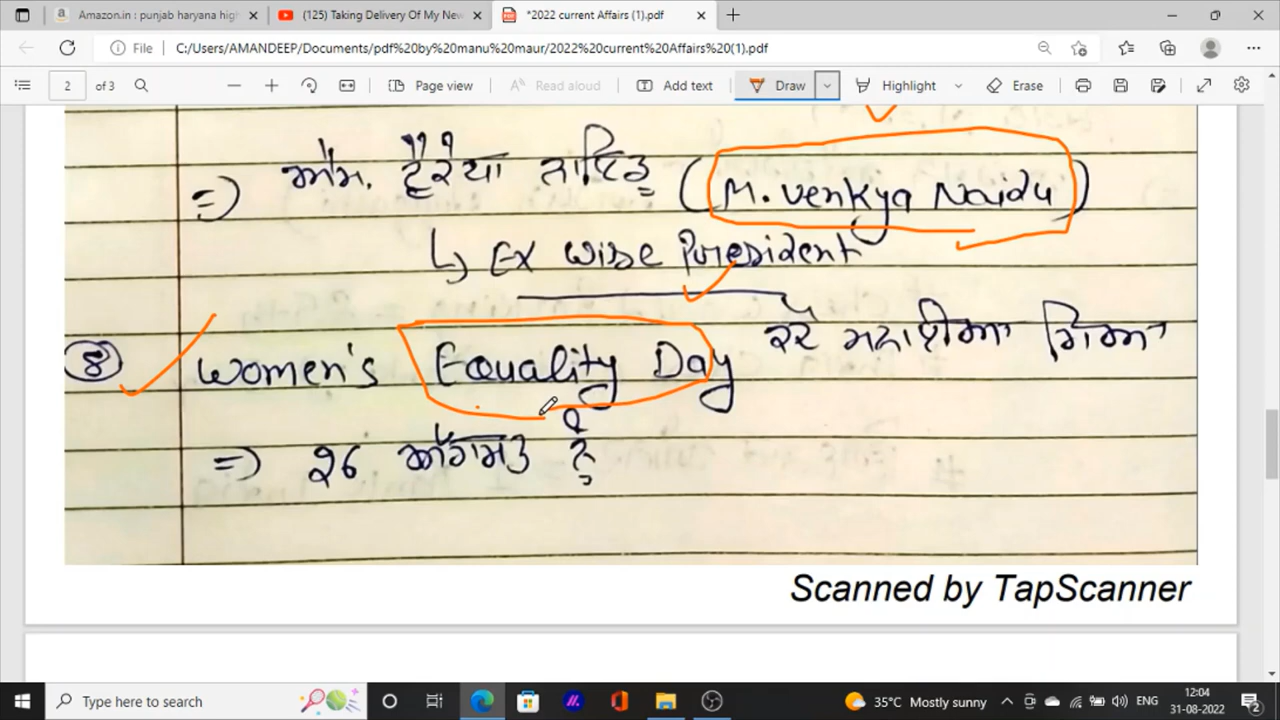 Amazon.in : punjab haryana hig
(125) Taking Delivery Of My New
*2022 current Affairs (1).pdf
File C:/Users/AMANDEEP/Documents/pdf%20by%20manu%20maur/2022%20current%20Affairs%20(1).pdf
2 of 3 Page view Read aloud Add text Draw Highlight Erase
=) ਐਮ. ਵੈਂਕਈਆ ਨਾਇਡੂ (M. Venkya Naidu)
↳ Ex Wise President
8 Women's Equality Day ਕਦੋਂ ਮਨਾਇਆ ਗਿਆ
=) 26 ਅਗਸਤ ਨੂੰ
Scanned by TapScanner
Type here to search
35°C Mostly sunny ENG 12:04
31-08-2022 2